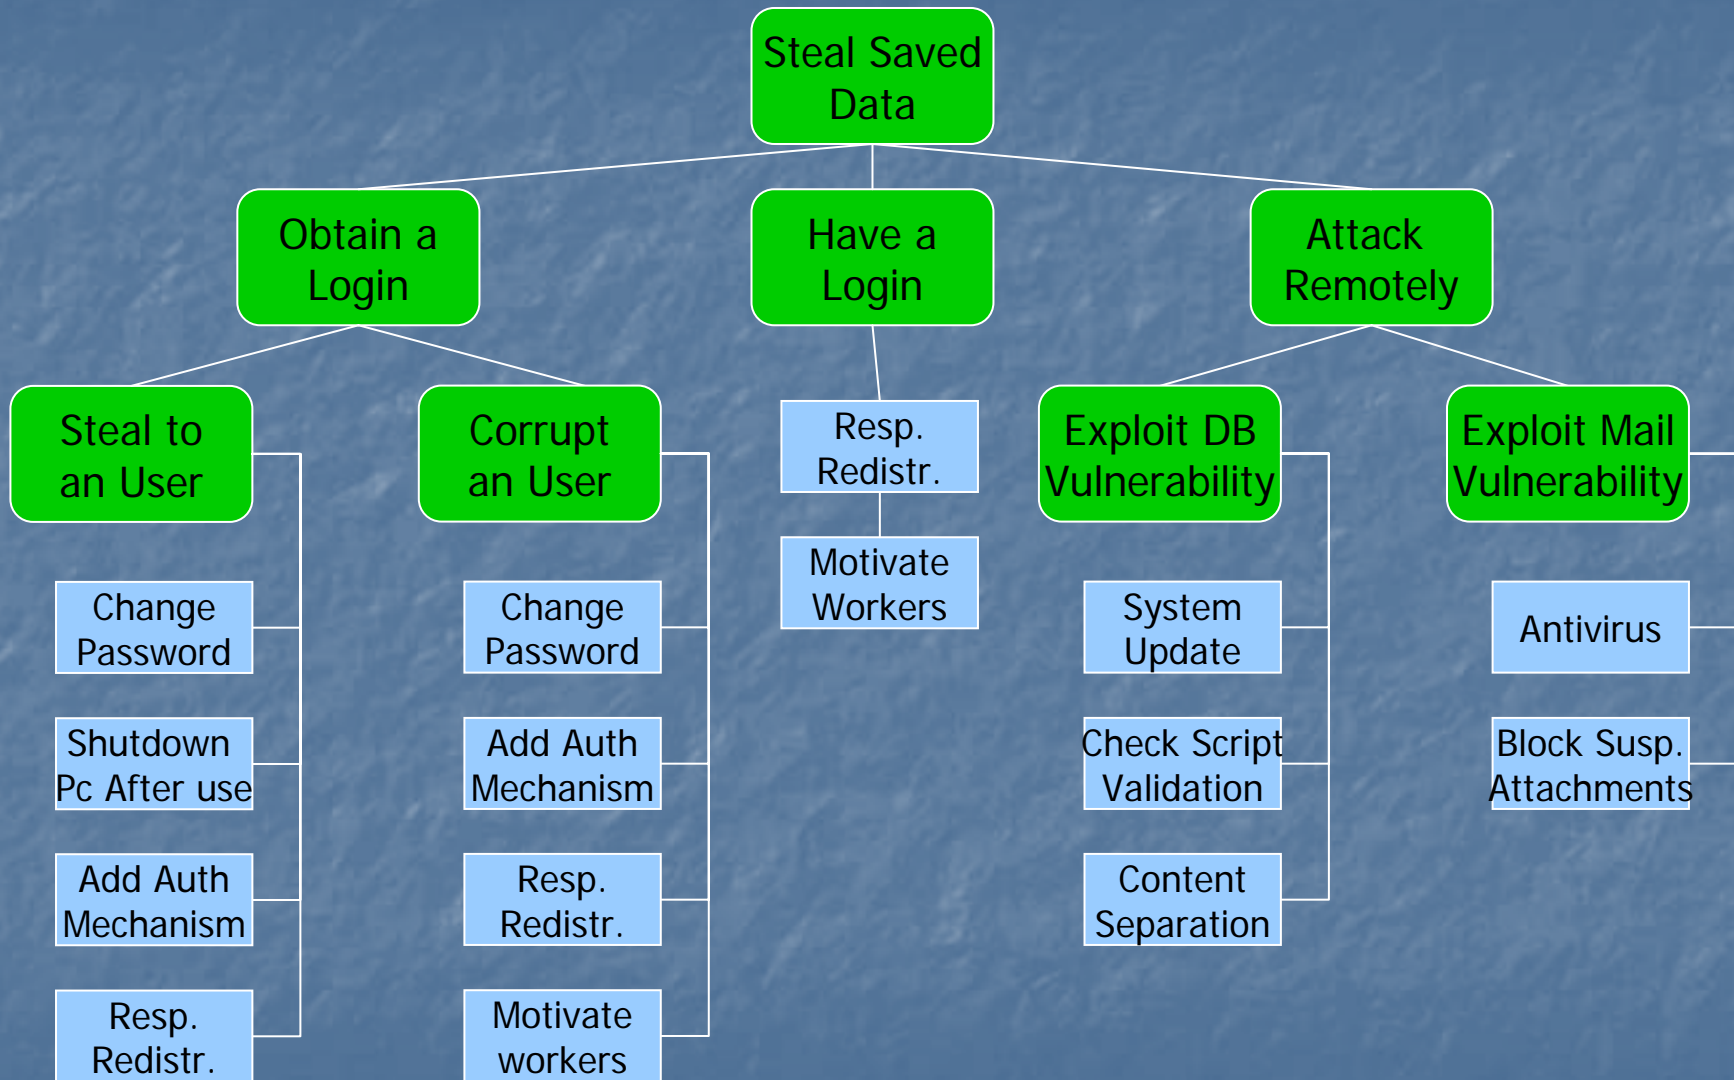 Steal Saved
Data
Obtain a
Login
Have a
Login
Attack
Remotely
Steal to
an User
Corrupt
an User
Resp.
Redistr.
Motivate
Workers
Exploit DB
Vulnerability
Exploit Mail
Vulnerability
Change
Password
Shutdown
Pc After use
Add Auth
Mechanism
Resp.
Redistr.
Change
Password
Add Auth
Mechanism
Resp.
Redistr.
Motivate
workers
System
Update
Check Script
Validation
Content
Separation
Antivirus
Block Susp.
Attachments